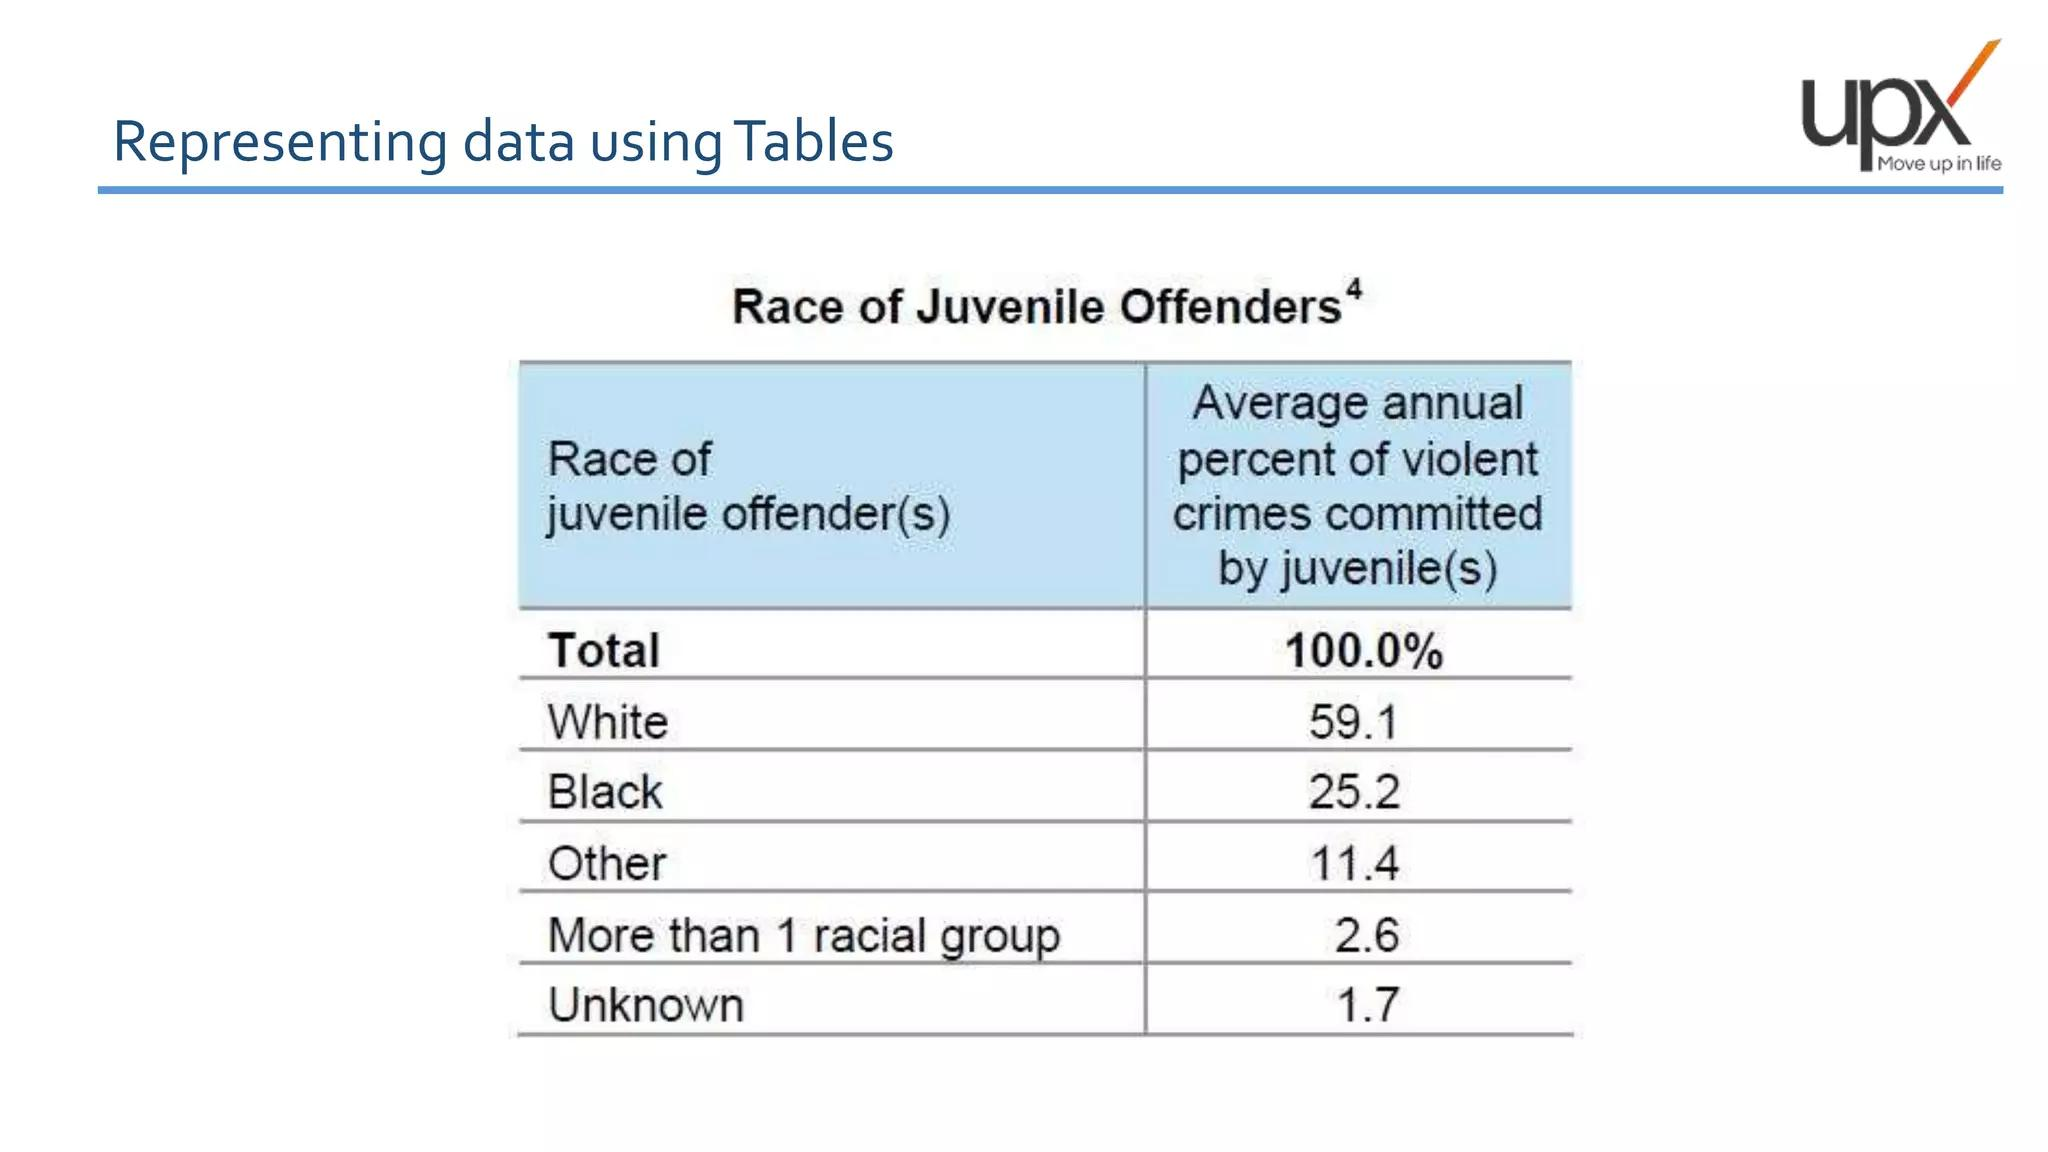 upx
Move up in life
Representing data using Tables
Race of Juvenile Offenders⁴
Race of
juvenile offender(s)
Average annual
percent of violent
crimes committed
by juvenile(s)
Total 100.0%
White 59.1
Black 25.2
Other 11.4
More than 1 racial group 2.6
Unknown 1.7